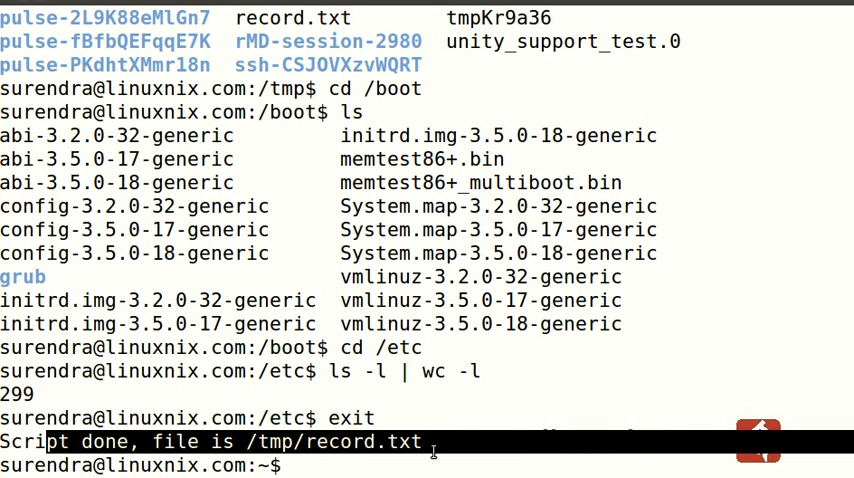 pulse-2L9K88eMlGn7 record.txt tmpKr9a36
pulse-fBfbQEFqqE7K rMD-session-2980 unity_support_test.0
pulse-PKdhtXMmr18n ssh-CSJOVXzvWQRT
surendra@linuxnix.com:/tmp$ cd /boot
surendra@linuxnix.com:/boot$ ls
abi-3.2.0-32-generic initrd.img-3.5.0-18-generic
abi-3.5.0-17-generic memtest86+.bin
abi-3.5.0-18-generic memtest86+_multiboot.bin
config-3.2.0-32-generic System.map-3.2.0-32-generic
config-3.5.0-17-generic System.map-3.5.0-17-generic
config-3.5.0-18-generic System.map-3.5.0-18-generic
grub vmlinuz-3.2.0-32-generic
initrd.img-3.2.0-32-generic vmlinuz-3.5.0-17-generic
initrd.img-3.5.0-17-generic vmlinuz-3.5.0-18-generic
surendra@linuxnix.com:/boot$ cd /etc
surendra@linuxnix.com:/etc$ ls -l | wc -l
299
surendra@linuxnix.com:/etc$ exit
Script done, file is /tmp/record.txt
surendra@linuxnix.com:~$